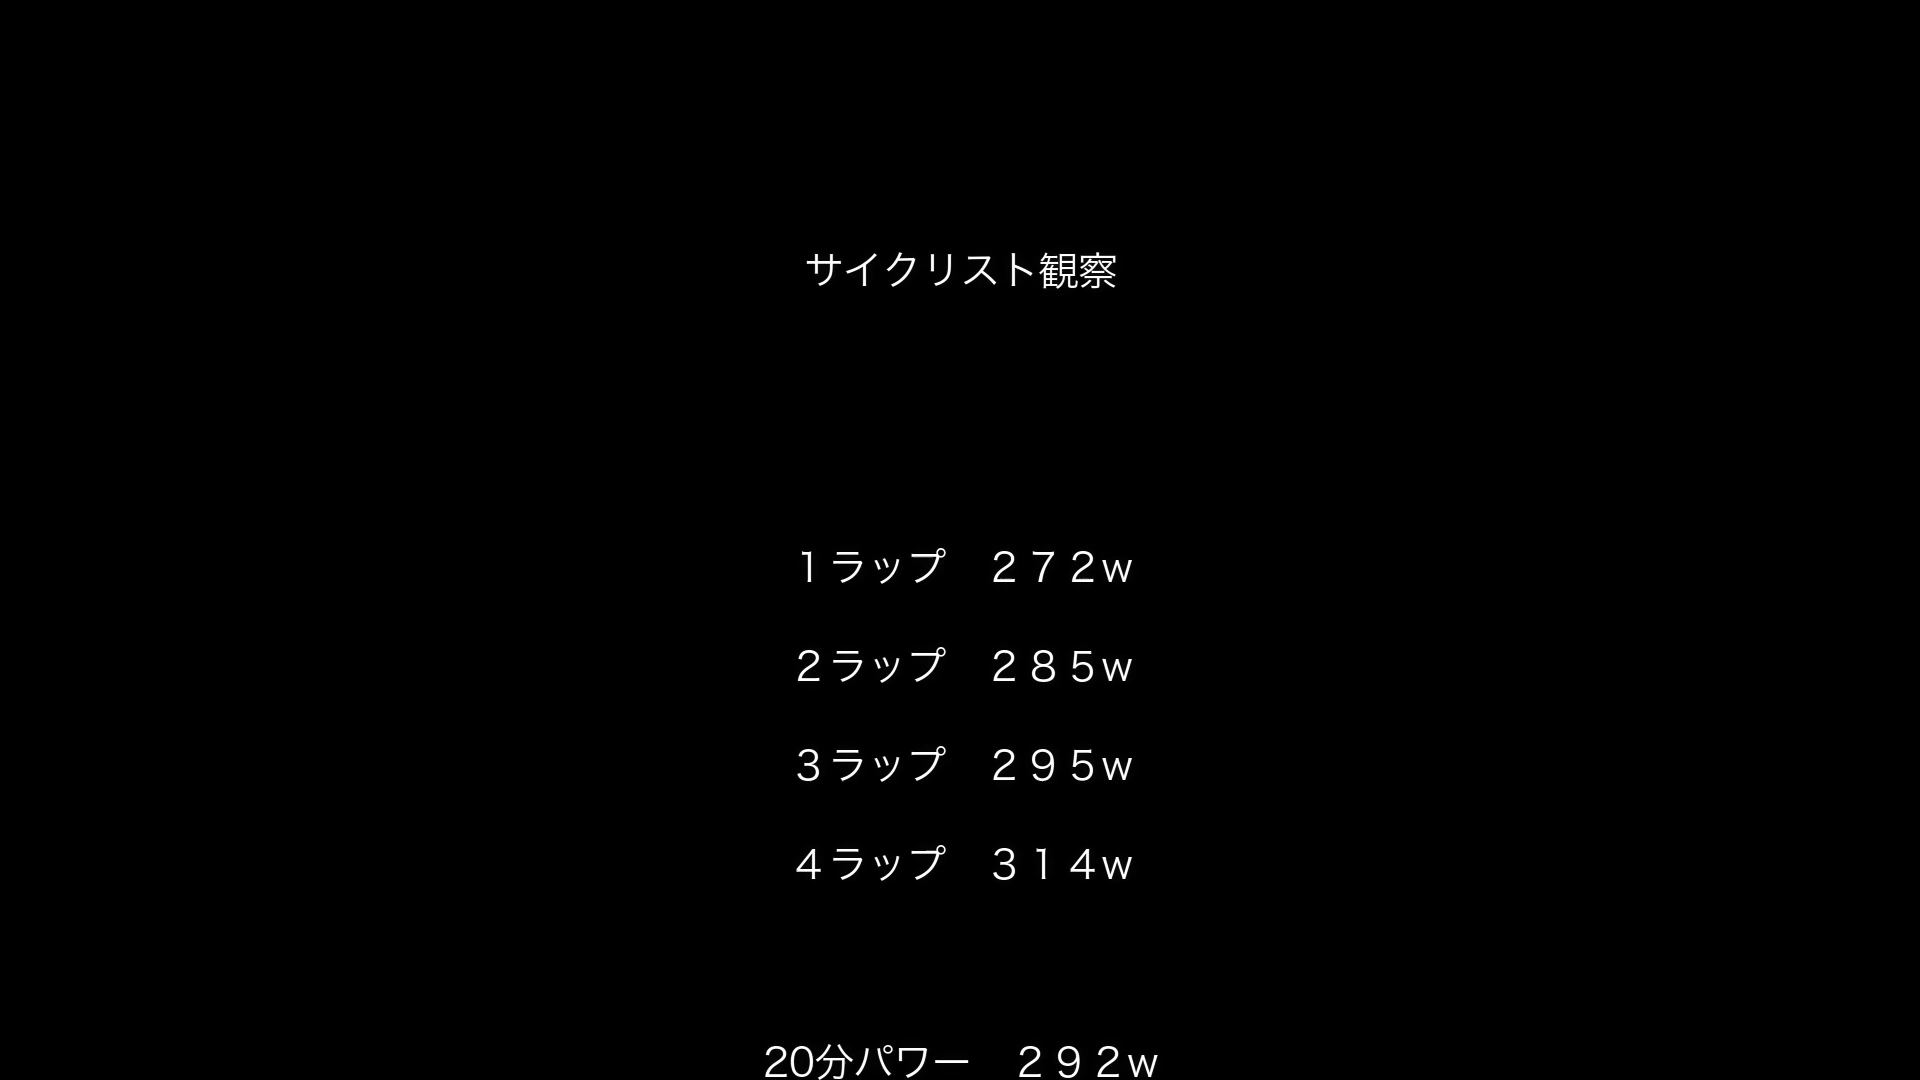 サイクリスト観察
１ラップ　２７２w
２ラップ　２８５w
３ラップ　２９５w
４ラップ　３１４w
20分パワー　２９２w